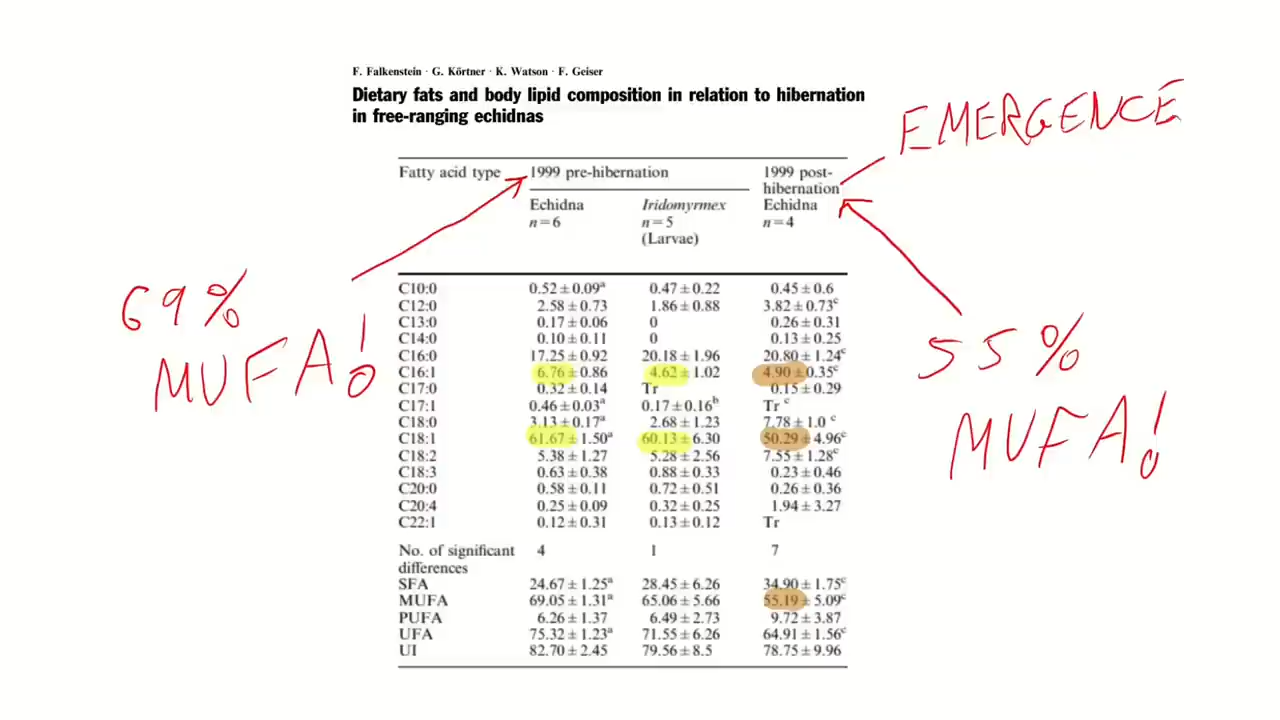 F. Falkenstein · G. Körtner · K. Watson · F. Geiser
Dietary fats and body lipid composition in relation to hibernation
in free-ranging echidnas
EMERGENCE
Fatty acid type 1999 pre-hibernation 1999 post-
hibernation
Echidna Iridomyrmex Echidna
n=6 n=5 n=4
(Larvae)
69%
MUFA!
55%
MUFA!
C10:0 0.52±0.09ᵃ 0.47±0.22 0.45±0.6
C12:0 2.58±0.73 1.86±0.88 3.82±0.73ᶜ
C13:0 0.17±0.06 0 0.26±0.31
C14:0 0.10±0.11 0 0.13±0.25
C16:0 17.25±0.92 20.18±1.96 20.80±1.24ᶜ
C16:1 6.76±0.86 4.62±1.02 4.90±0.35ᶜ
C17:0 0.32±0.14 Tr 0.15±0.29
C17:1 0.46±0.03ᵃ 0.17±0.16ᵇ Tr ᶜ
C18:0 3.13±0.17ᵃ 2.68±1.23 7.78±1.0 ᶜ
C18:1 61.67±1.50ᵃ 60.13±6.30 50.29±4.96ᶜ
C18:2 5.38±1.27 5.28±2.56 7.55±1.28ᶜ
C18:3 0.63±0.38 0.88±0.33 0.23±0.46
C20:0 0.58±0.11 0.72±0.51 0.26±0.36
C20:4 0.25±0.09 0.32±0.25 1.94±3.27
C22:1 0.12±0.31 0.13±0.12 Tr
No. of significant 4 1 7
differences
SFA 24.67±1.25ᵃ 28.45±6.26 34.90±1.75ᶜ
MUFA 69.05±1.31ᵃ 65.06±5.66 55.19±5.09ᶜ
PUFA 6.26±1.37 6.49±2.73 9.72±3.87
UFA 75.32±1.23ᵃ 71.55±6.26 64.91±1.56ᶜ
UI 82.70±2.45 79.56±8.5 78.75±9.96